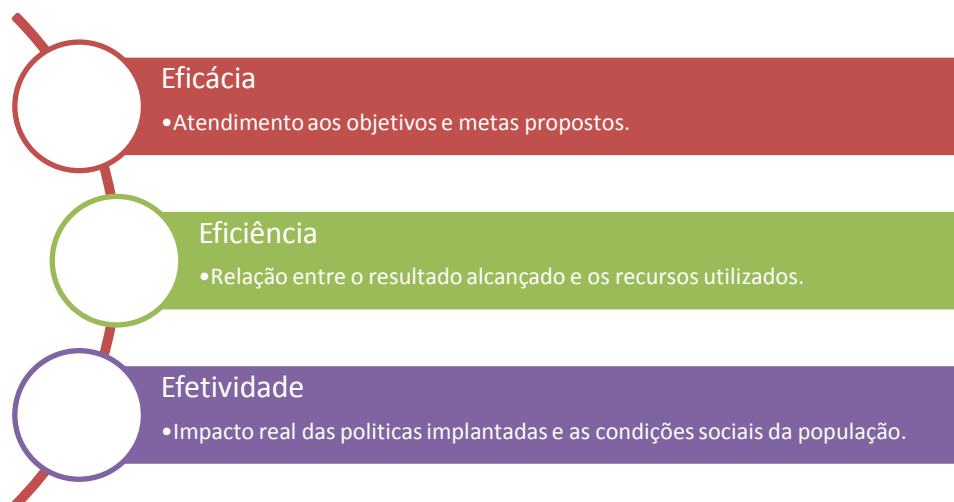 Eficácia
•Atendimento aos objetivos e metas propostos.
Eficiência
•Relação entre o resultado alcançado e os recursos utilizados.
Efetividade
•Impacto real das politicas implantadas e as condições sociais da população.